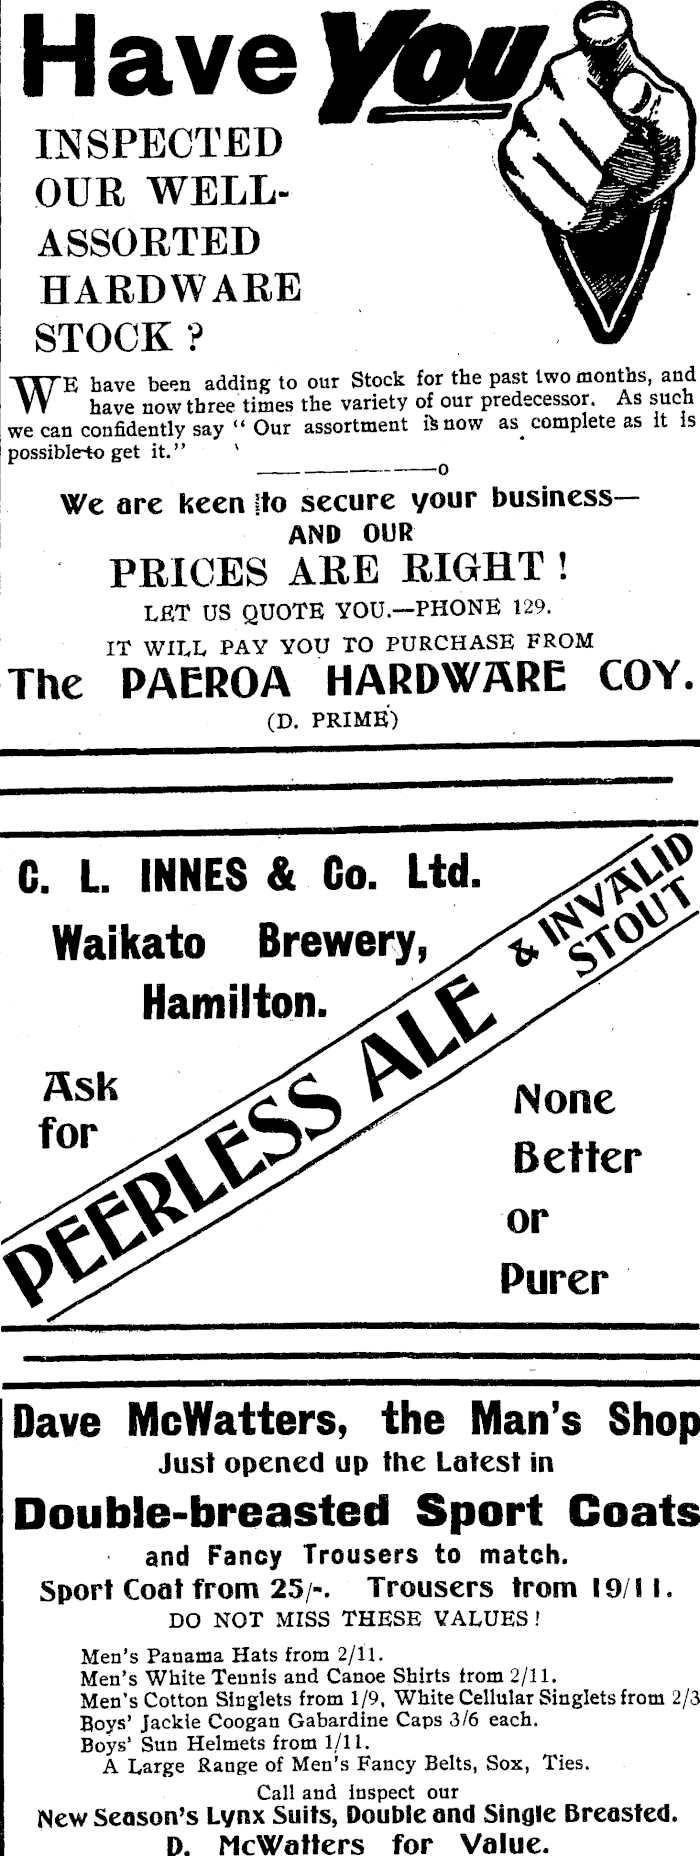 Have You
INSPECTED
OUR WELL-
ASSORTED
HARDWARE
STOCK ?
WE have been adding to our Stock for the past two months, and
have now three times the variety of our predecessor. As such
we can confidently say “ Our assortment is now as complete as it is
possible to get it.”
We are keen to secure your business—
AND OUR
PRICES ARE RIGHT !
LET US QUOTE YOU.—PHONE 129.
IT WILL PAY YOU TO PURCHASE FROM
The PAEROA HARDWARE COY.
(D. PRIME)
C. L. INNES & Co. Ltd.
Waikato Brewery,
Hamilton.
Ask
for
PEERLESS ALE & INVALID
STOUT
None
Better
or
Purer
Dave McWatters, the Man's Shop
Just opened up the Latest in
Double-breasted Sport Coats
and Fancy Trousers to match.
Sport Coat from 25/-. Trousers from 19/11.
DO NOT MISS THESE VALUES!
Men's Panama Hats from 2/11.
Men's White Tennis and Canoe Shirts from 2/11.
Men's Cotton Singlets from 1/9, White Cellular Singlets from 2/3
Boys' Jackie Coogan Gabardine Caps 3/6 each.
Boys' Sun Helmets from 1/11.
A Large Range of Men's Fancy Belts, Sox, Ties.
Call and inspect our
New Season's Lynx Suits, Double and Single Breasted.
D. McWatters for Value.